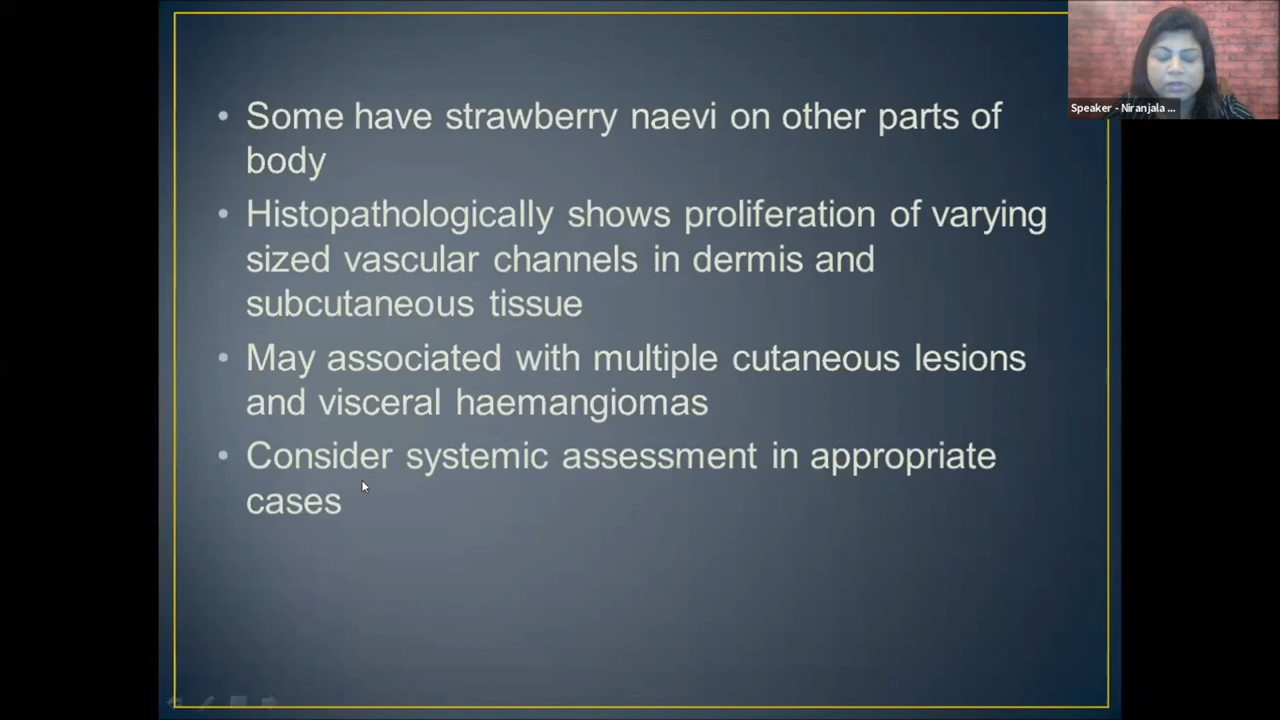 • Some have strawberry naevi on other parts of
body
• Histopathologically shows proliferation of varying
sized vascular channels in dermis and
subcutaneous tissue
• May associated with multiple cutaneous lesions
and visceral haemangiomas
• Consider systemic assessment in appropriate
cases
Speaker - Niranjala ...